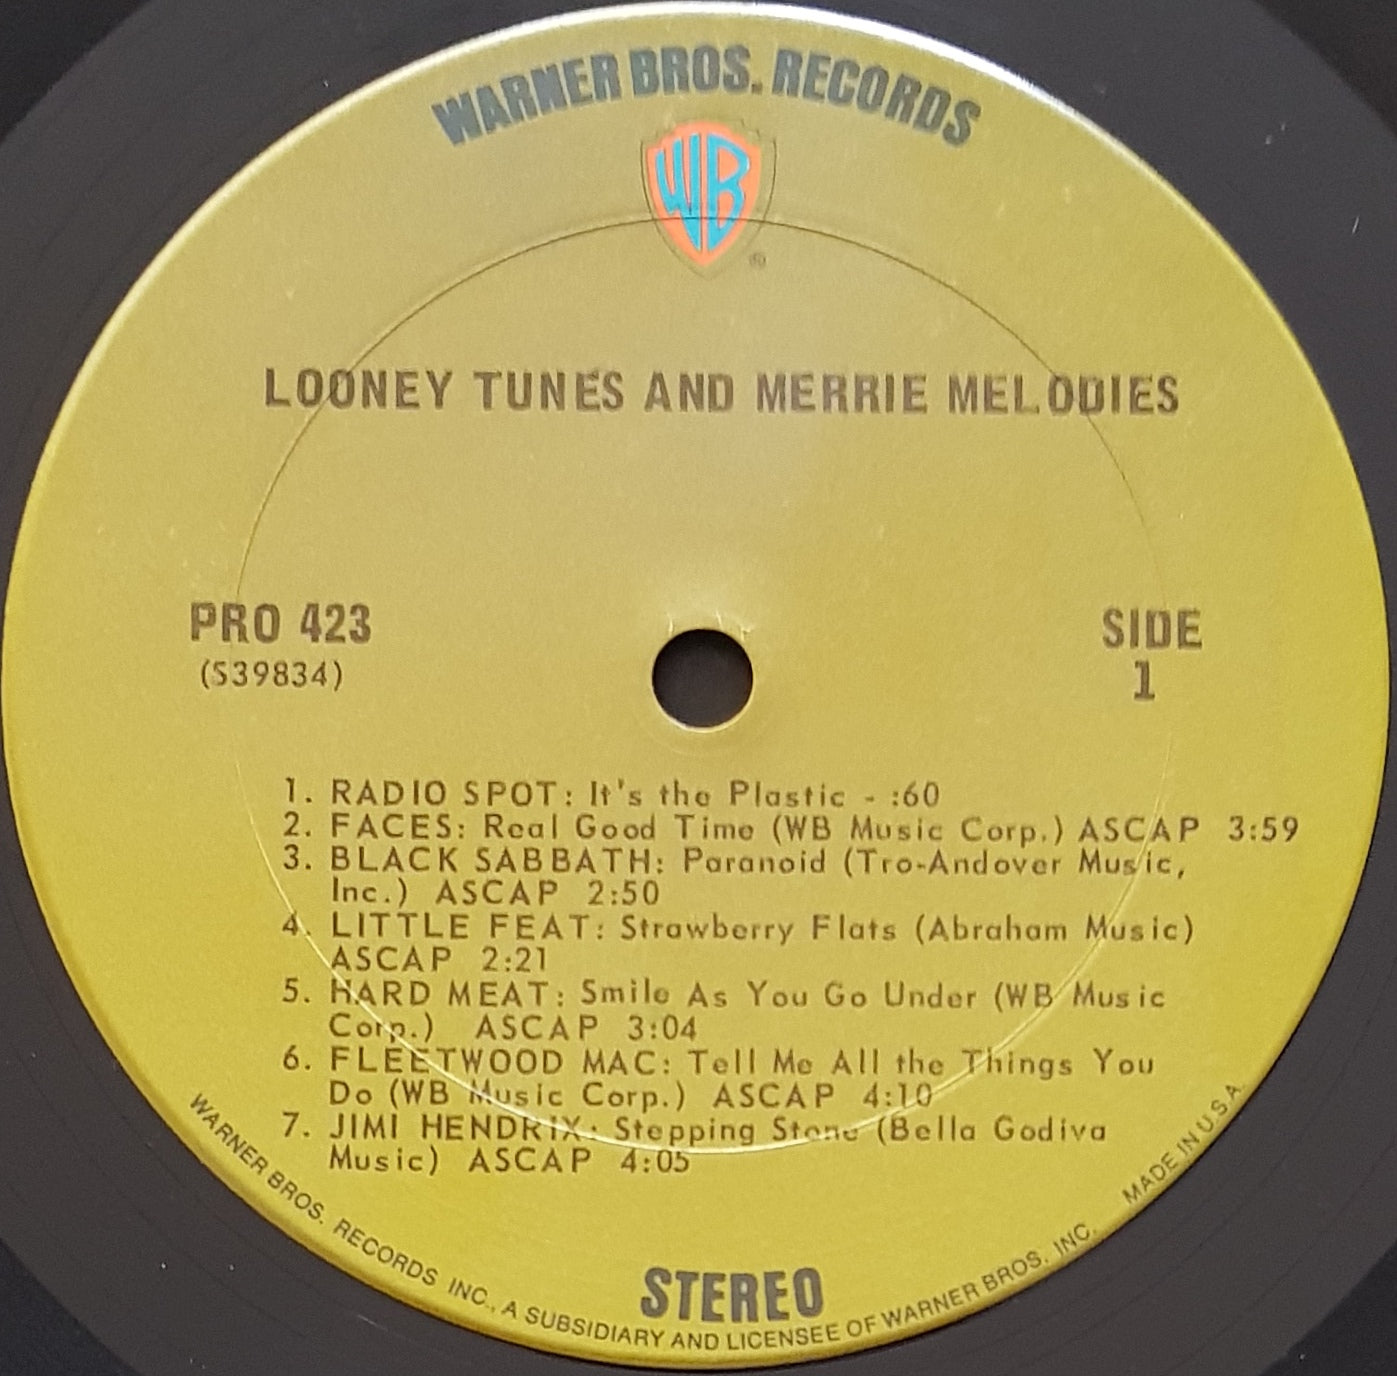 WARNER BROS. RECORDS
WB
®
LOONEY TUNES AND MERRIE MELODIES
PRO 423
(S39834)
SIDE
1
1. RADIO SPOT: It's the Plastic - :60
2. FACES: Real Good Time (WB Music Corp.) ASCAP 3:59
3. BLACK SABBATH: Paranoid (Tro-Andover Music,
Inc.) ASCAP 2:50
4. LITTLE FEAT: Strawberry Flats (Abraham Music)
ASCAP 2:21
5. HARD MEAT: Smile As You Go Under (WB Music
Corp.) ASCAP 3:04
6. FLEETWOOD MAC: Tell Me All the Things You
Do (WB Music Corp.) ASCAP 4:10
7. JIMI HENDRIX: Stepping Stone (Bella Godiva
Music) ASCAP 4:05
STEREO
WARNER BROS. RECORDS INC., A SUBSIDIARY AND LICENSEE OF WARNER BROS. INC. MADE IN U.S.A.